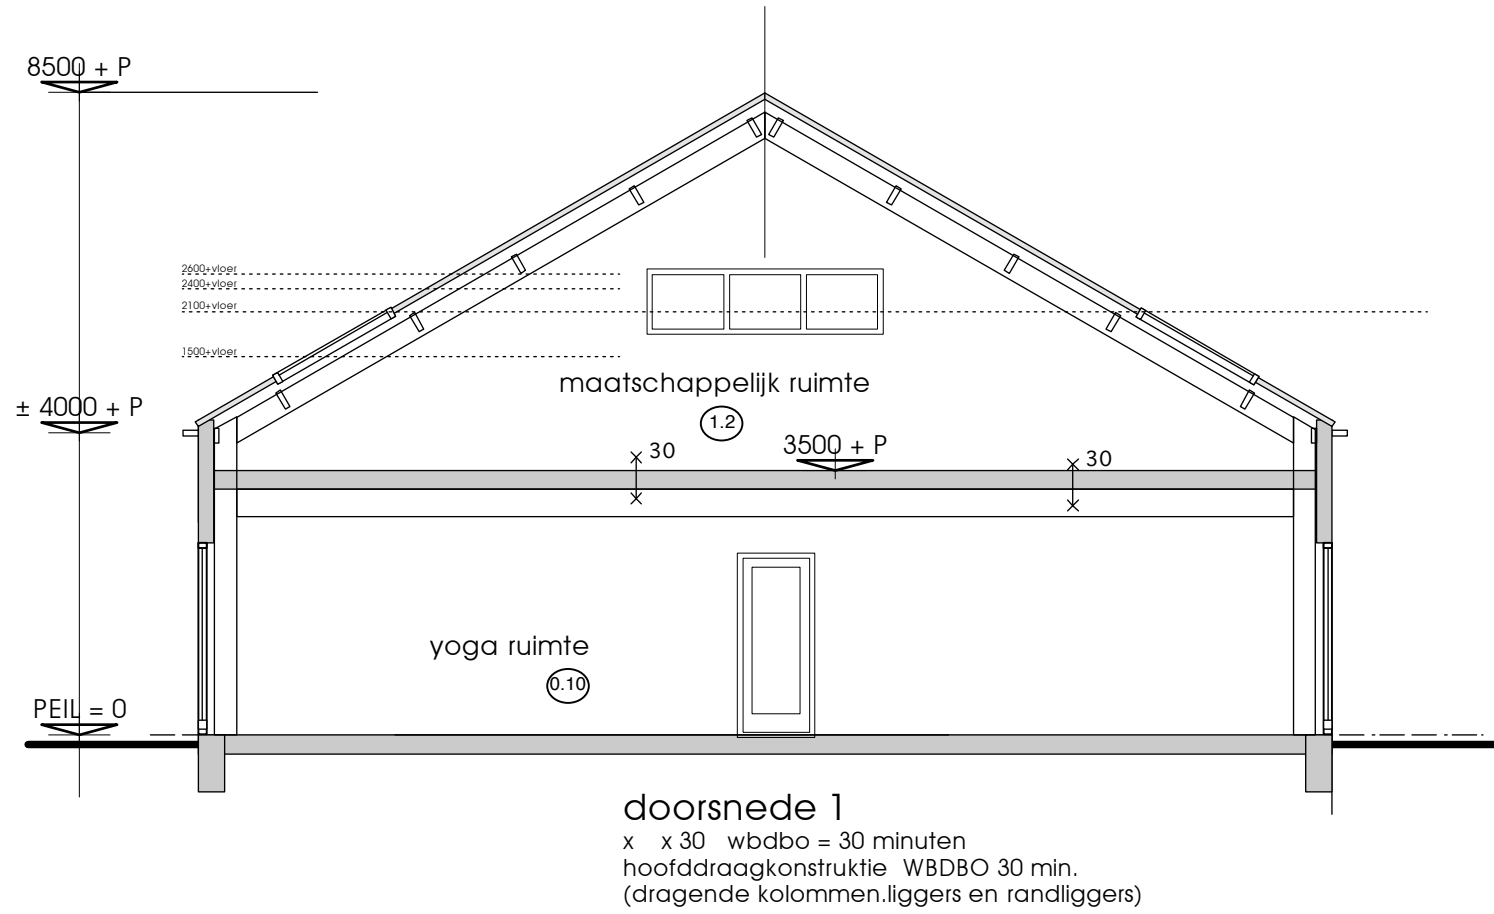 8500 + P
2600+vloer
2400+vloer
2100+vloer
1500+vloer
maatschappelijk ruimte
1.2
± 4000 + P
3500 + P
30
30
yoga ruimte
0.10
PEIL = 0
doorsnede 1
x x 30 wbdbo = 30 minuten
hoofddraagkonstruktie WBDBO 30 min.
(dragende kolommen.liggers en randliggers)